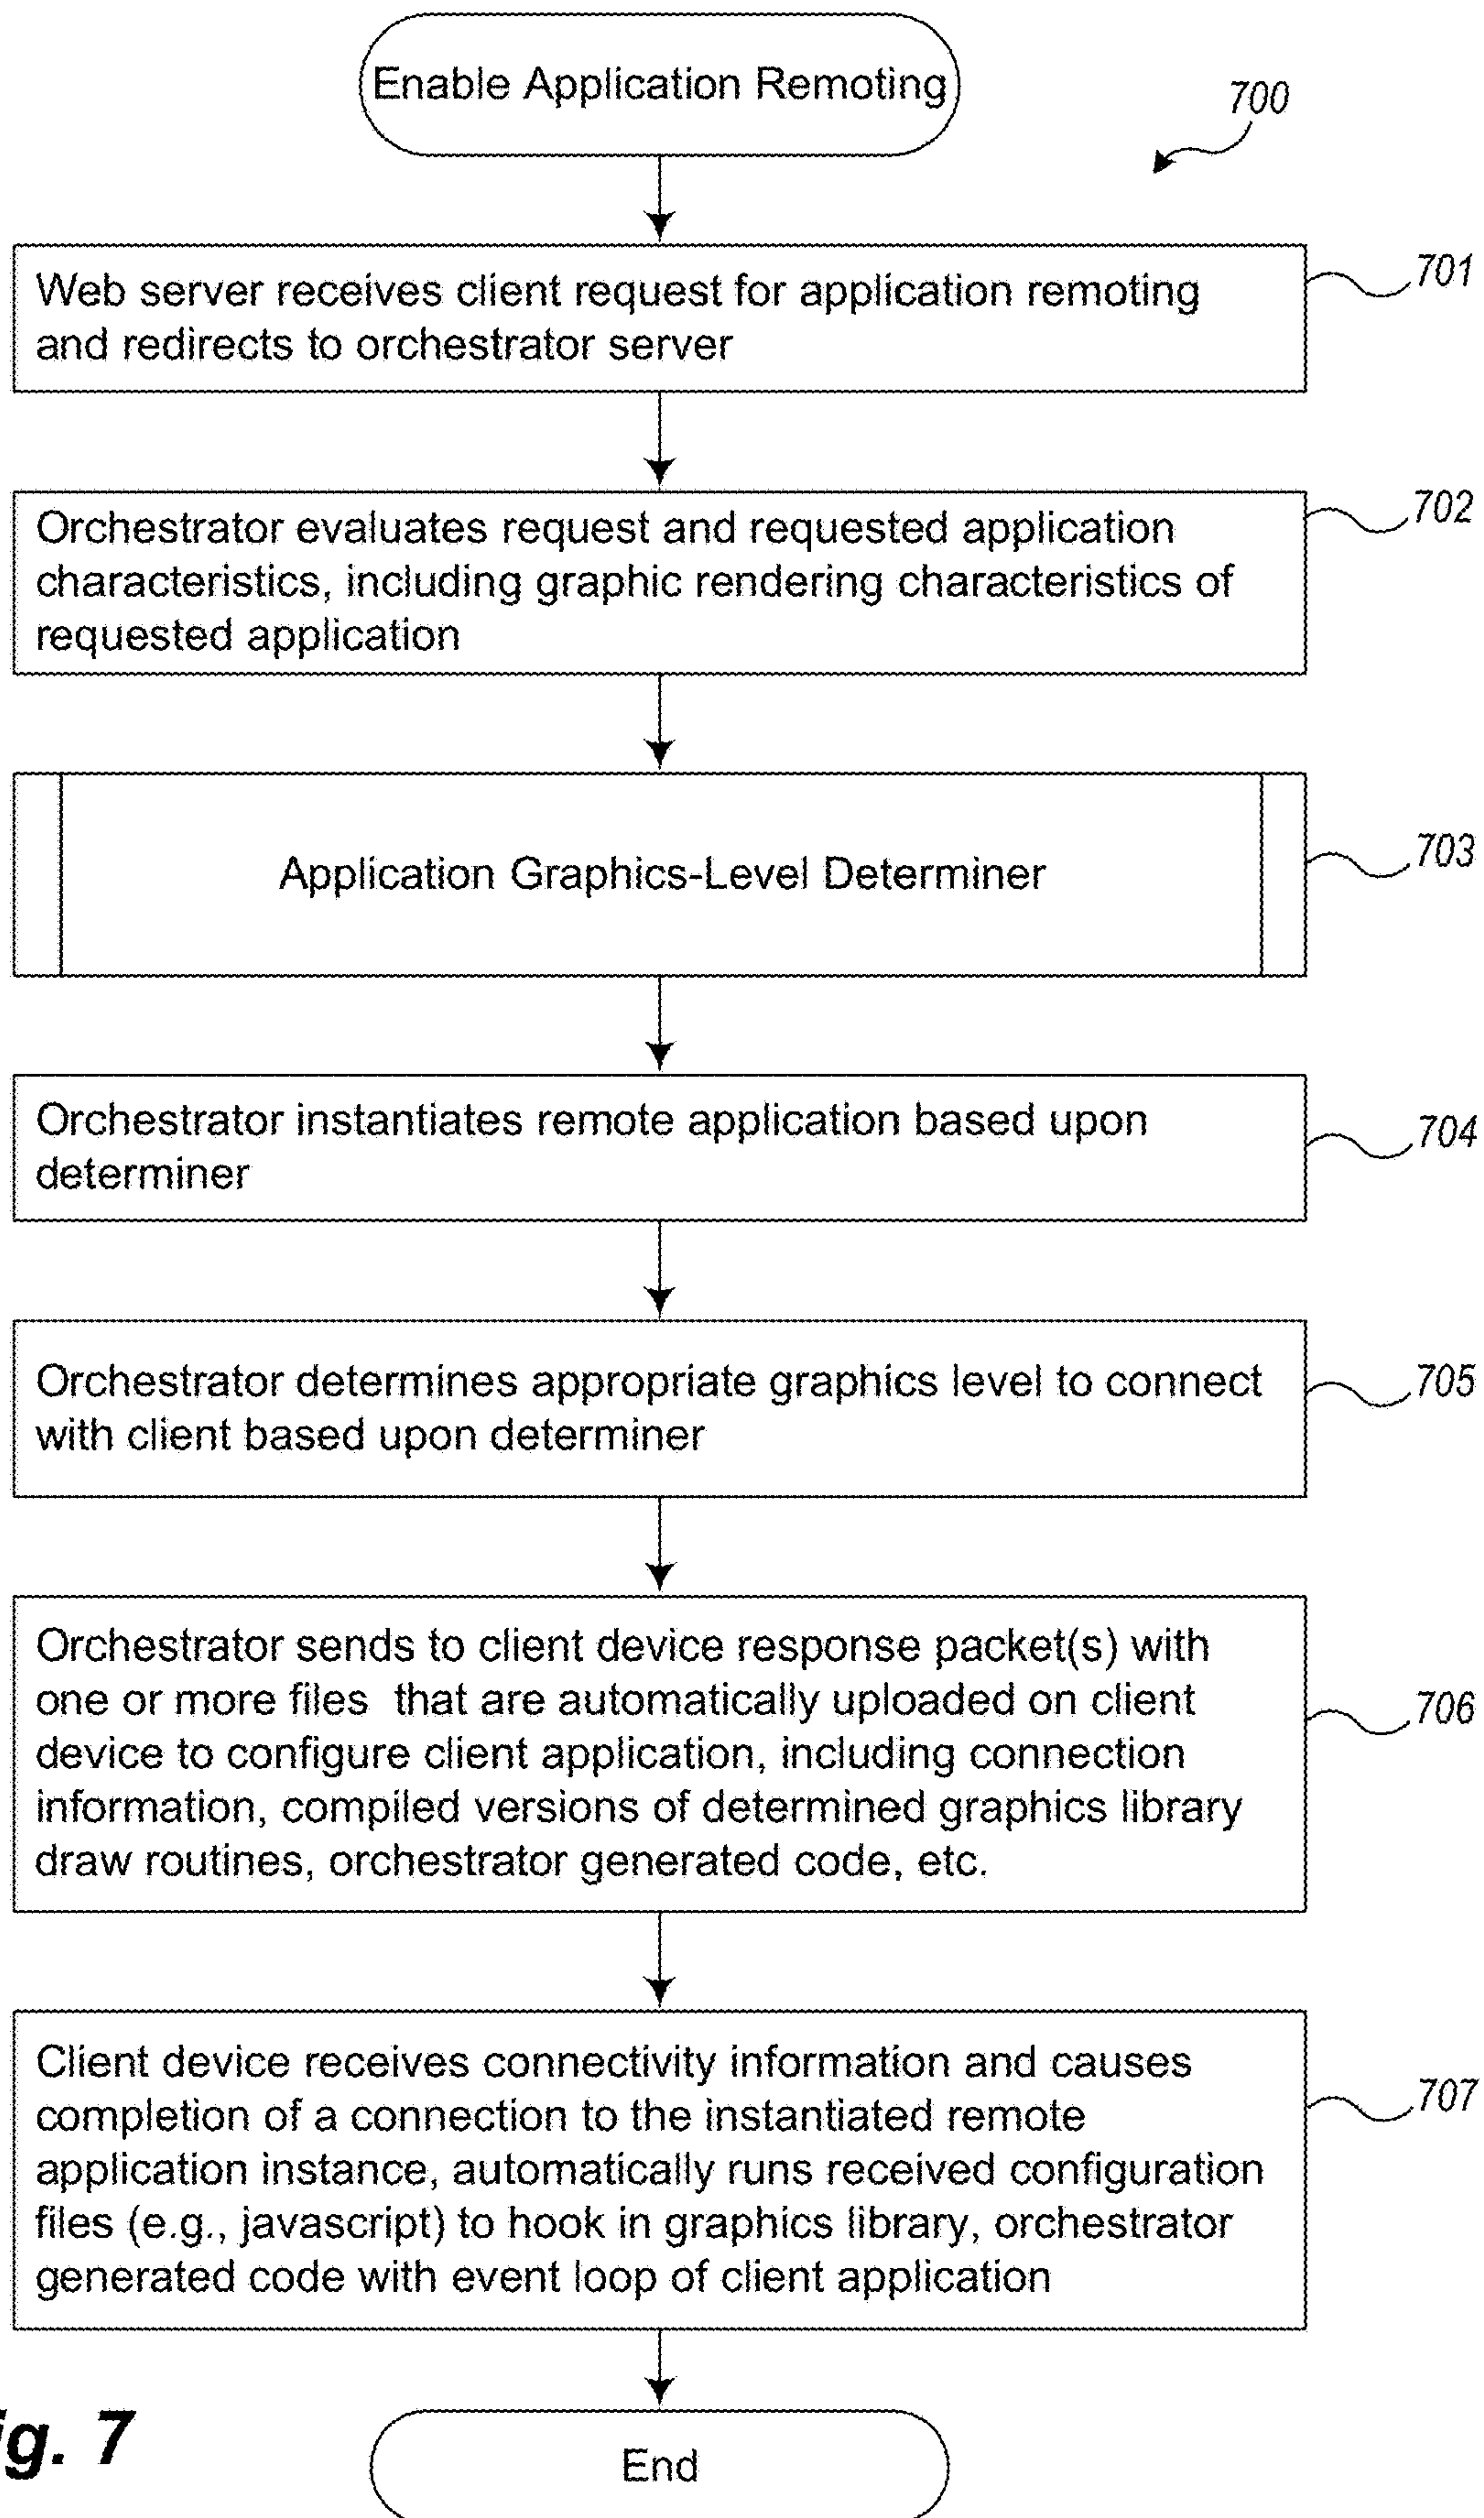 Enable Application Remoting
700
Web server receives client request for application remoting
and redirects to orchestrator server
701
Orchestrator evaluates request and requested application
characteristics, including graphic rendering characteristics of
requested application
702
Application Graphics-Level Determiner
703
Orchestrator instantiates remote application based upon
determiner
704
Orchestrator determines appropriate graphics level to connect
with client based upon determiner
705
Orchestrator sends to client device response packet(s) with
one or more files that are automatically uploaded on client
device to configure client application, including connection
information, compiled versions of determined graphics library
draw routines, orchestrator generated code, etc.
706
Client device receives connectivity information and causes
completion of a connection to the instantiated remote
application instance, automatically runs received configuration
files (e.g., javascript) to hook in graphics library, orchestrator
generated code with event loop of client application
707
ig. 7
End